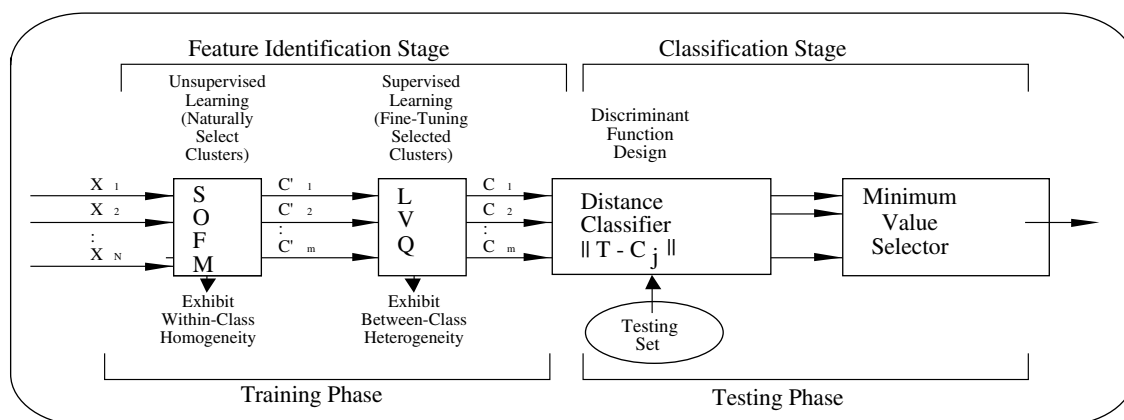 Feature Identification Stage
Classification Stage
Unsupervised
Learning
(Naturally
Select
Clusters)
Supervised
Learning
(Fine-Tuning
Selected
Clusters)
Discriminant
Function
Design
X 1
X 2
:
X N
S
O
F
M
C' 1
C' 2
:
C' m
L
V
Q
C 1
C 2
:
C m
Distance
Classifier
|| T - C j ||
Minimum
Value
Selector
Exhibit
Within-Class
Homogeneity
Exhibit
Between-Class
Heterogeneity
Testing
Set
Training Phase
Testing Phase